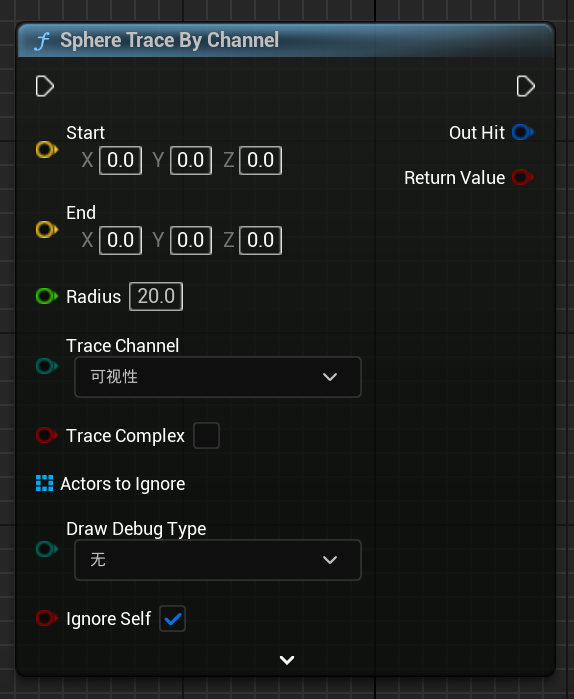 f Sphere Trace By Channel
Start
X 0.0 Y 0.0 Z 0.0
Out Hit
Return Value
End
X 0.0 Y 0.0 Z 0.0
Radius 20.0
Trace Channel
可视性
Trace Complex
Actors to Ignore
Draw Debug Type
无
Ignore Self